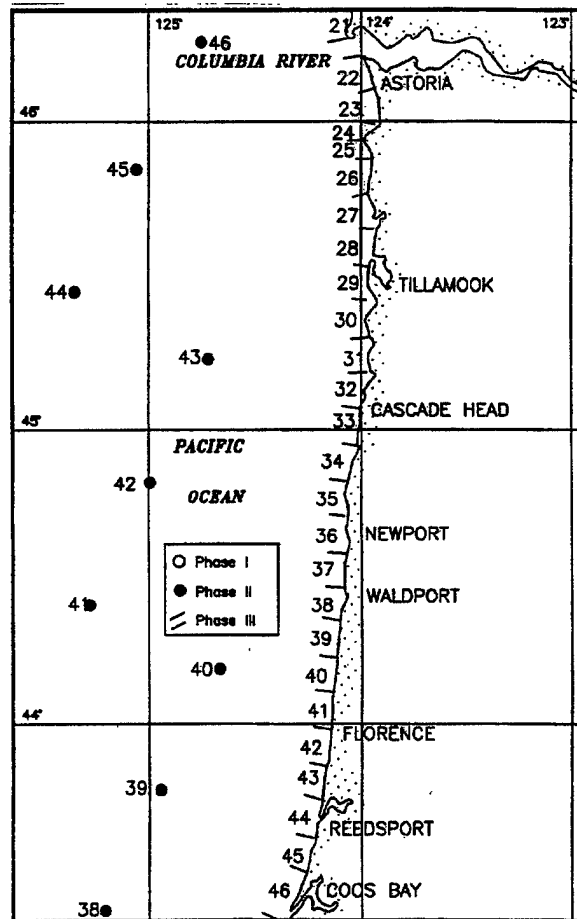 125° 21 124° 123°
46
COLUMBIA RIVER
22 ASTORIA
23
46°
24
25
45
26
27
28
44 29 TILLAMOOK
30
43 31
32
CASCADE HEAD
33
45°
PACIFIC
34
42
OCEAN 35
36 NEWPORT
Phase I
37
Phase II
41 38 WALDPORT
Phase III
39
40 40
41
44° FLORENCE
42
43
39
44 REEDSPORT
45
46 COOS BAY
38